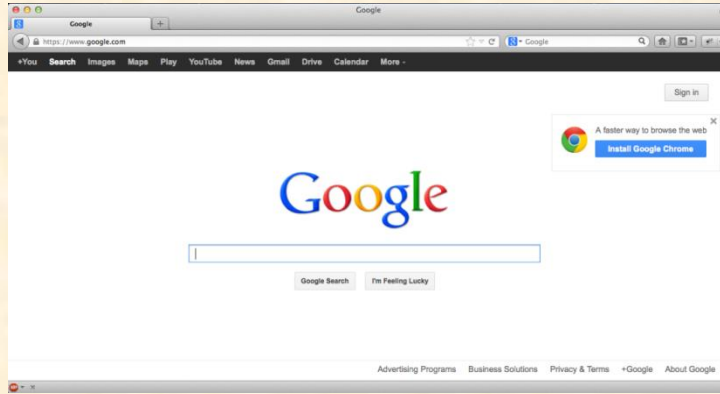 Google
Google
https://www.google.com
Google
+You Search Images Maps Play YouTube News Gmail Drive Calendar More
Sign in
A faster way to browse the web
Install Google Chrome
Google
Google Search I'm Feeling Lucky
Advertising Programs Business Solutions Privacy & Terms +Google About Google